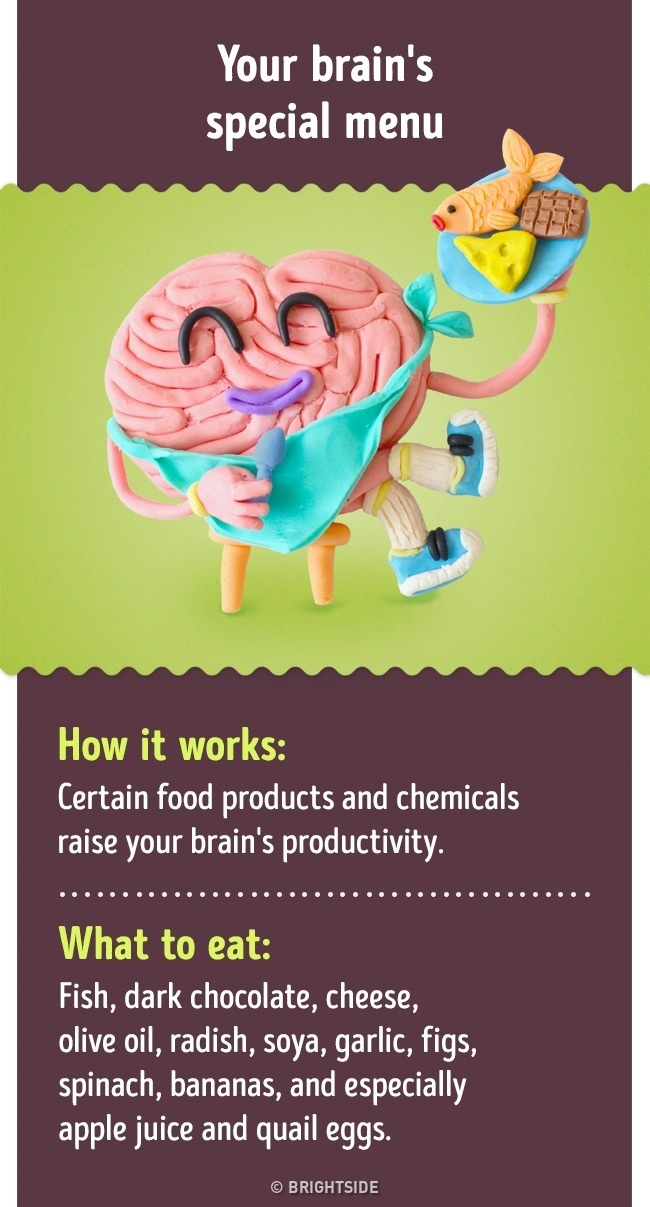 Your brain's
special menu
How it works:
Certain food products and chemicals
raise your brain's productivity.
What to eat:
Fish, dark chocolate, cheese,
olive oil, radish, soya, garlic, figs,
spinach, bananas, and especially
apple juice and quail eggs.
© BRIGHTSIDE